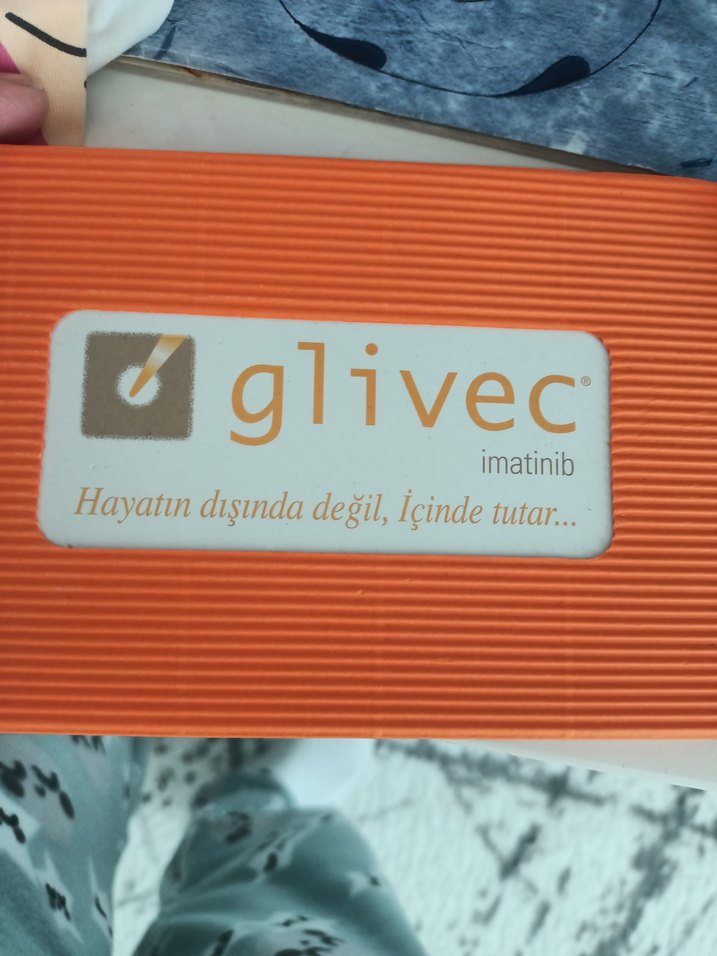 glivec®
imatinib
Hayatın dışında değil, İçinde tutar...